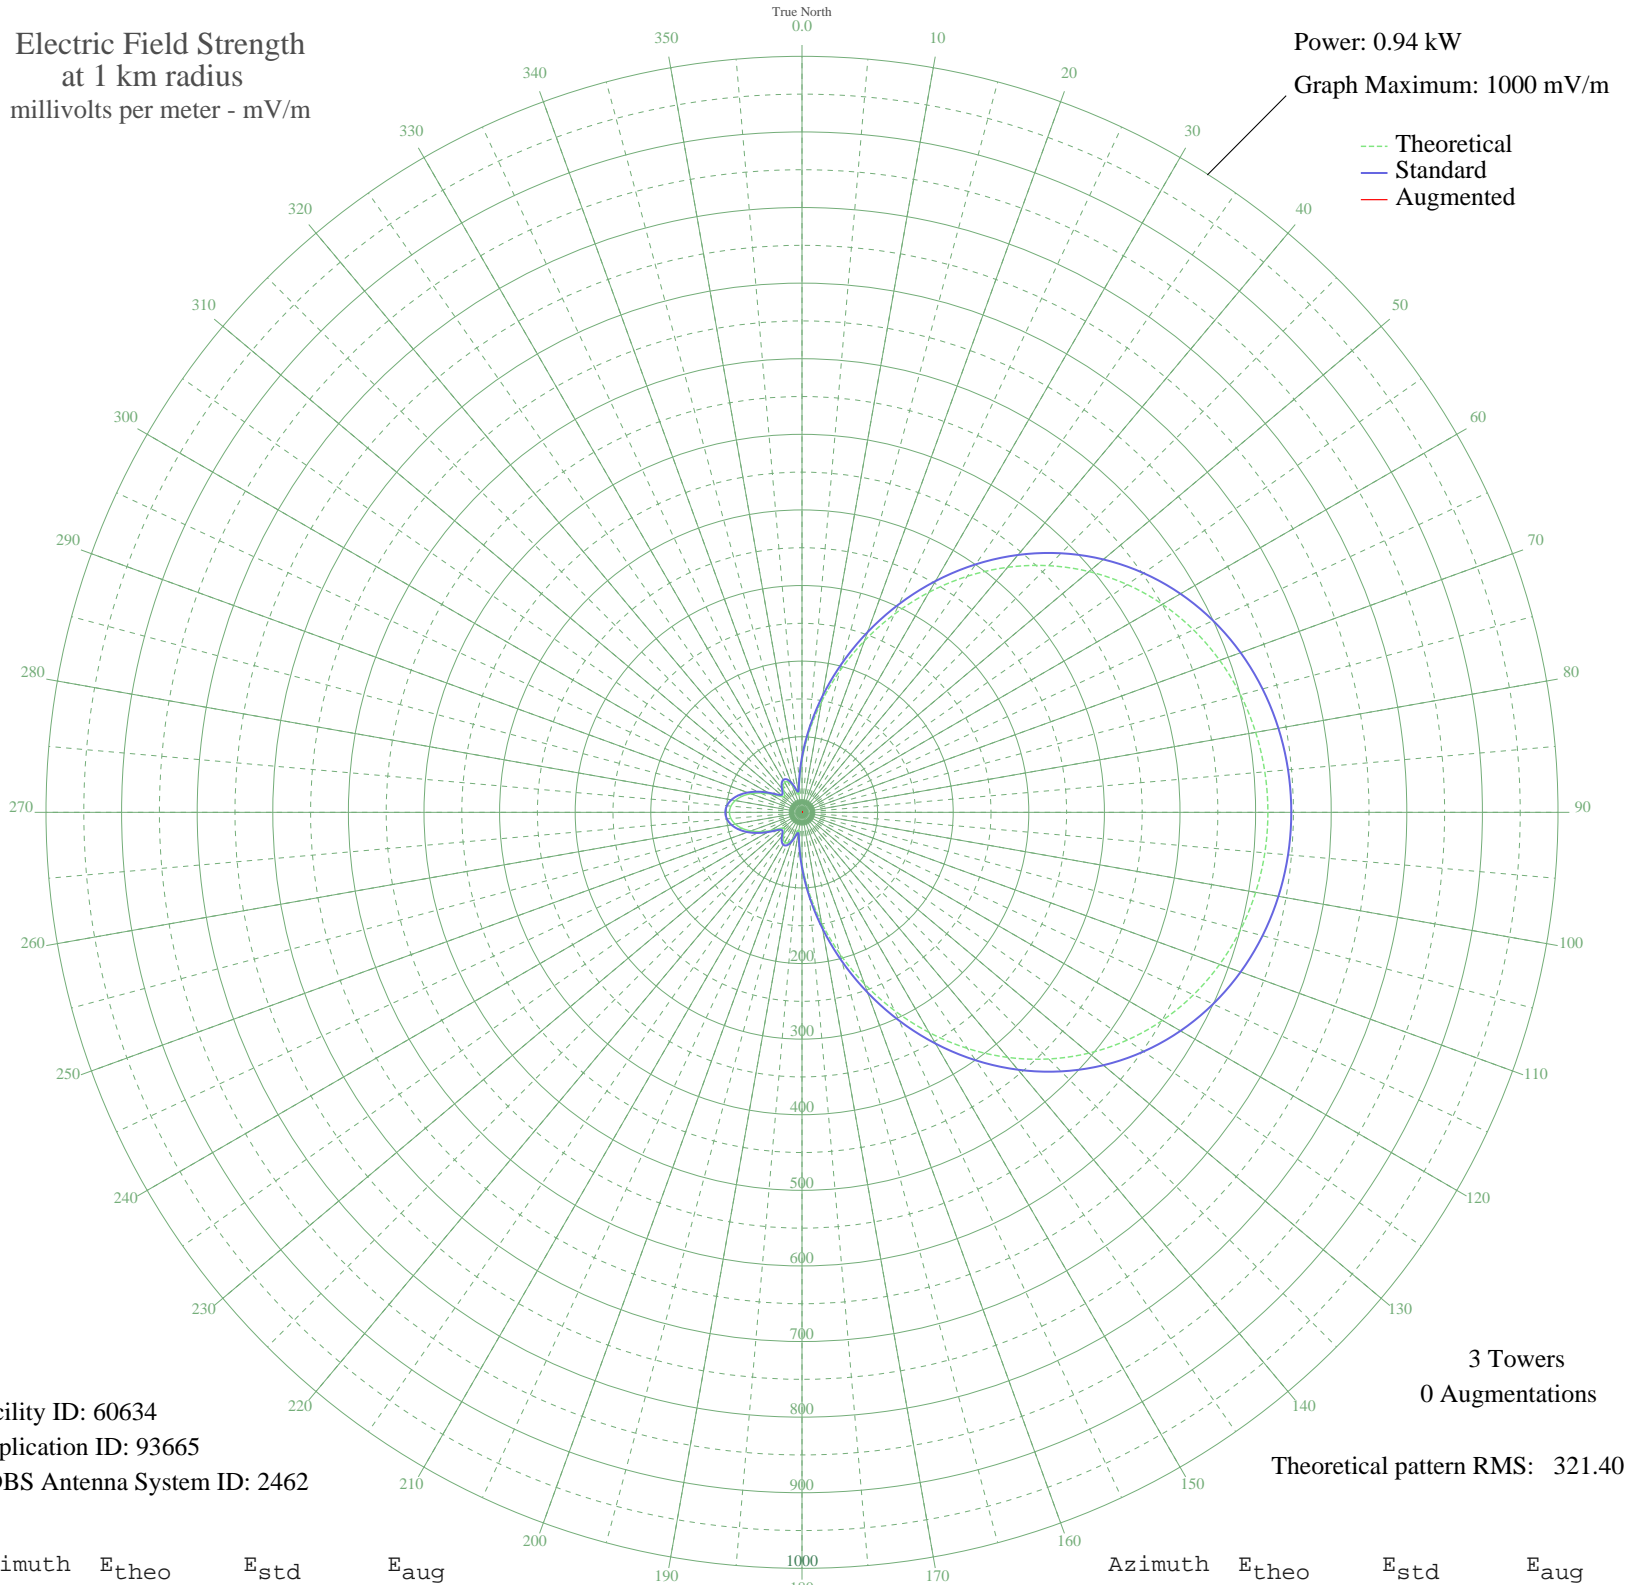 True North
0.0
Electric Field Strength
at 1 km radius
millivolts per meter - mV/m
Power: 0.94 kW
Graph Maximum: 1000 mV/m
Theoretical
Standard
Augmented
350
10
340
20
330
30
320
40
310
50
300
60
290
70
280
80
270
90
260
100
250
110
240
120
230
130
220
140
210
150
200
160
190
170
180
200
300
400
500
600
700
800
900
1000
3 Towers
0 Augmentations
Theoretical pattern RMS: 321.40
cility ID: 60634
plication ID: 93665
DBS Antenna System ID: 2462
imuth Etheo Estd Eaug
Azimuth Etheo Estd Eaug